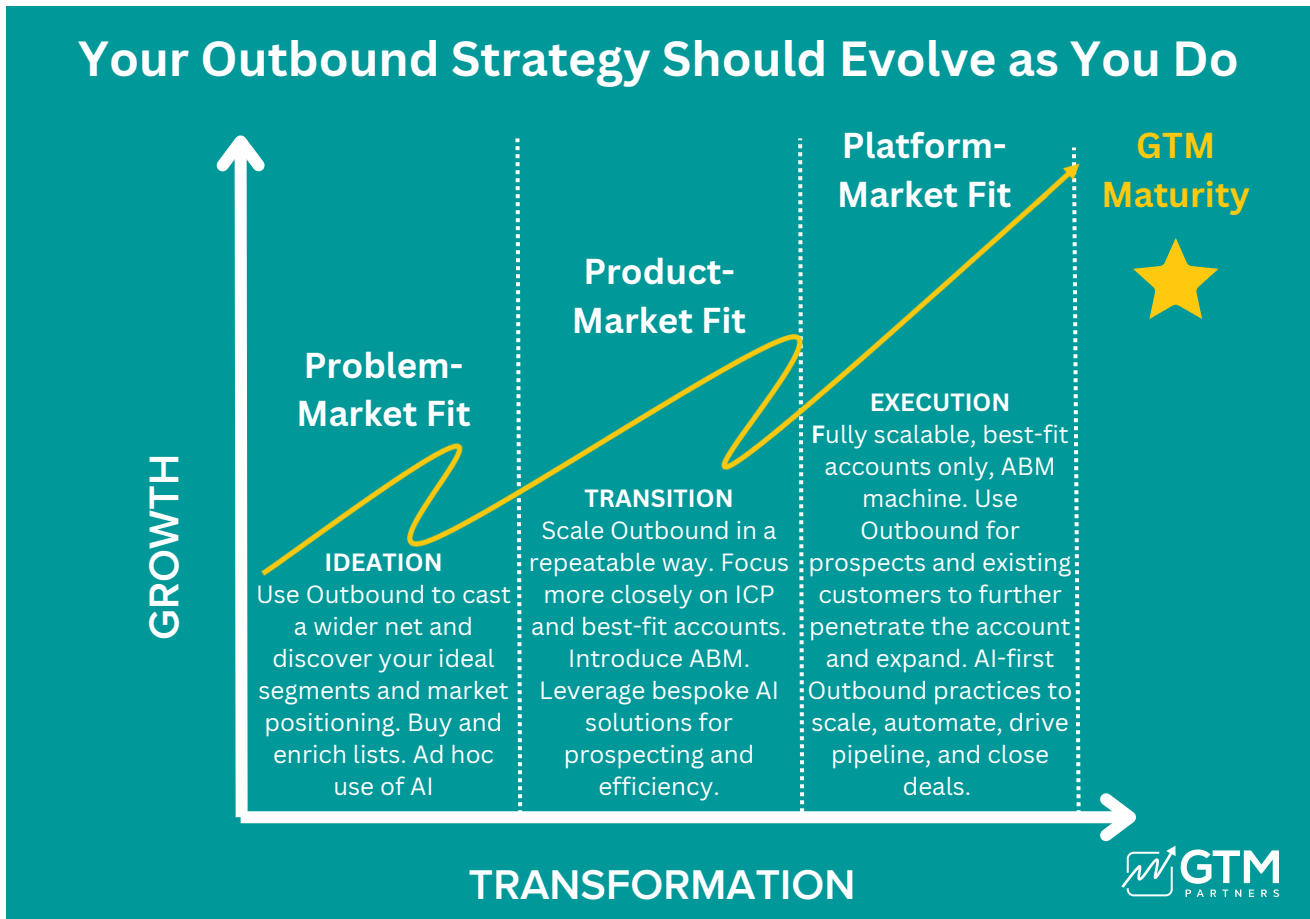 Your Outbound Strategy Should Evolve as You Do
Problem-
Market Fit
Product-
Market Fit
Platform-
Market Fit
GTM
Maturity
GROWTH
IDEATION
Use Outbound to cast
a wider net and
discover your ideal
segments and market
positioning. Buy and
enrich lists. Ad hoc
use of AI
TRANSITION
Scale Outbound in a
repeatable way. Focus
more closely on ICP
and best-fit accounts.
Introduce ABM.
Leverage bespoke AI
solutions for
prospecting and
efficiency.
EXECUTION
Fully scalable, best-fit
accounts only, ABM
machine. Use
Outbound for
prospects and existing
customers to further
penetrate the account
and expand. AI-first
Outbound practices to
scale, automate, drive
pipeline, and close
deals.
TRANSFORMATION
GTM
PARTNERS